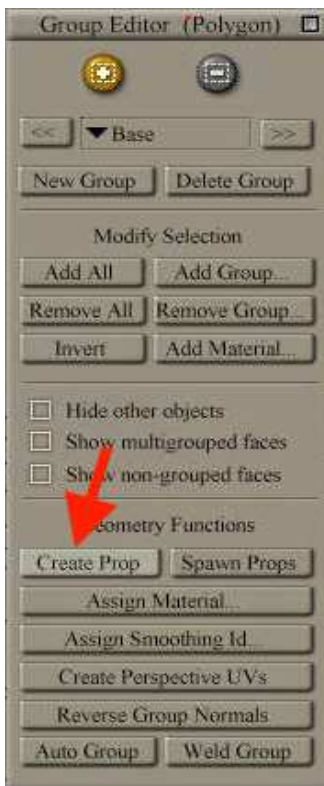 Group Editor (Polygon)
<< Base >>
New Group Delete Group
Modify Selection
Add All Add Group...
Remove All Remove Group...
Invert Add Material...
Hide other objects
Show multigrouped faces
Show non-grouped faces
Geometry Functions
Create Prop Spawn Props
Assign Material...
Assign Smoothing Id...
Create Perspective UVs
Reverse Group Normals
Auto Group Weld Group